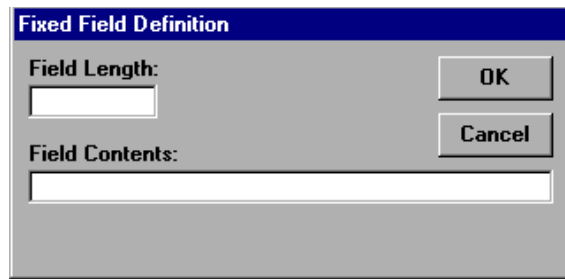 Fixed Field Definition
Field Length:
OK
Cancel
Field Contents: